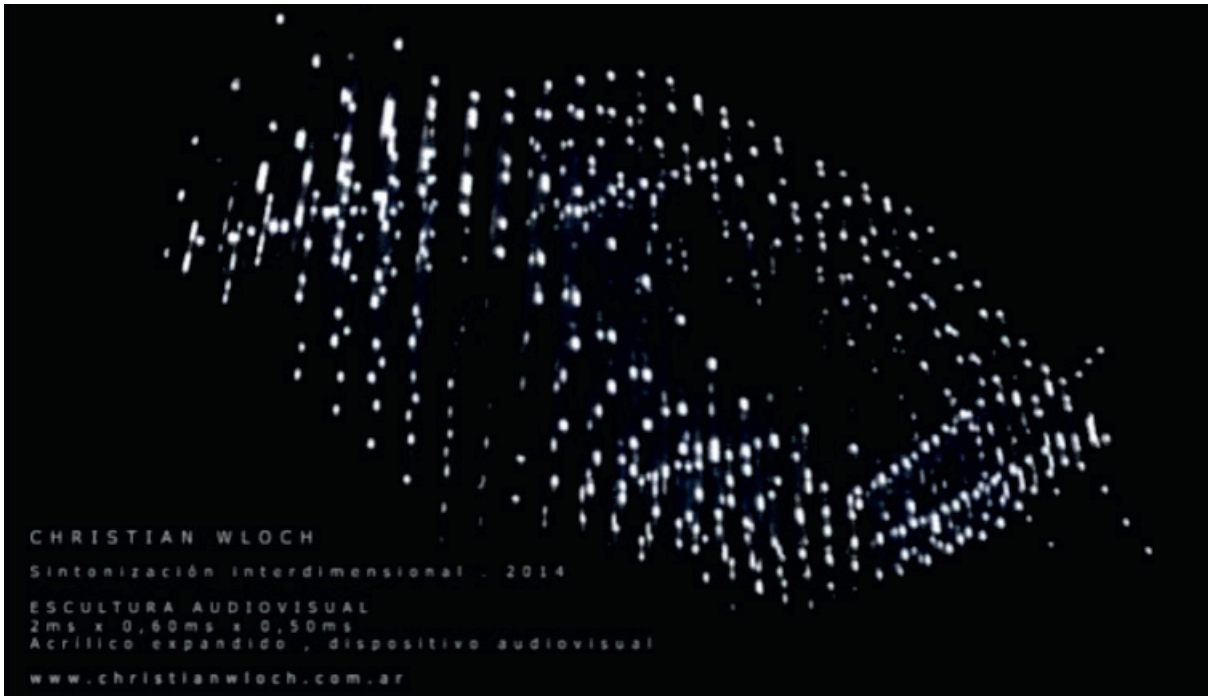 CHRISTIAN WLOCH
Sintonización interdimensional . 2014
ESCULTURA AUDIOVISUAL
2ms x 0,60ms x 0,50ms
Acrílico expandido , dispositivo audiovisual
www.christianwloch.com.ar